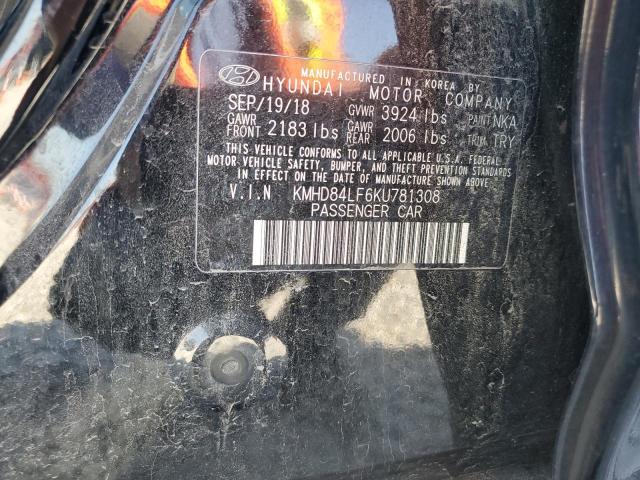 MANUFACTURED IN KOREA BY
HYUNDAI MOTOR COMPANY
SEP/19/18 GVWR 3924 lbs PAINT NKA
GAWR FRONT 2183 lbs GAWR REAR 2006 lbs TRIM TRY
THIS VEHICLE CONFORMS TO ALL APPLICABLE U.S.A. FEDERAL
MOTOR VEHICLE SAFETY, BUMPER, AND THEFT PREVENTION STANDARDS
IN EFFECT ON THE DATE OF MANUFACTURE SHOWN ABOVE.
V.I.N KMHD84LF6KU781308
PASSENGER CAR